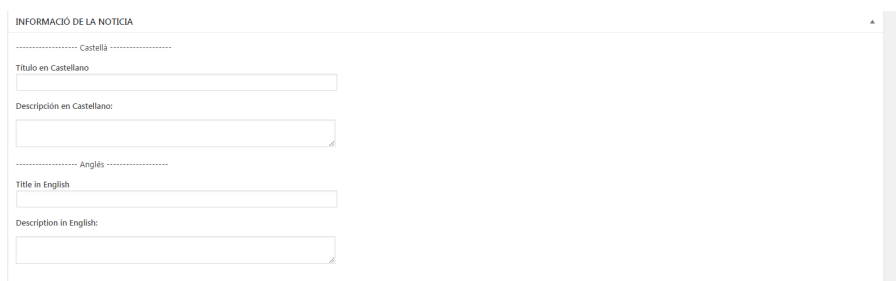 INFORMACIÓ DE LA NOTICIA
------------------- Castellà -------------------
Título en Castellano
Descripción en Castellano:
------------------- Anglés -------------------
Title in English
Description in English: